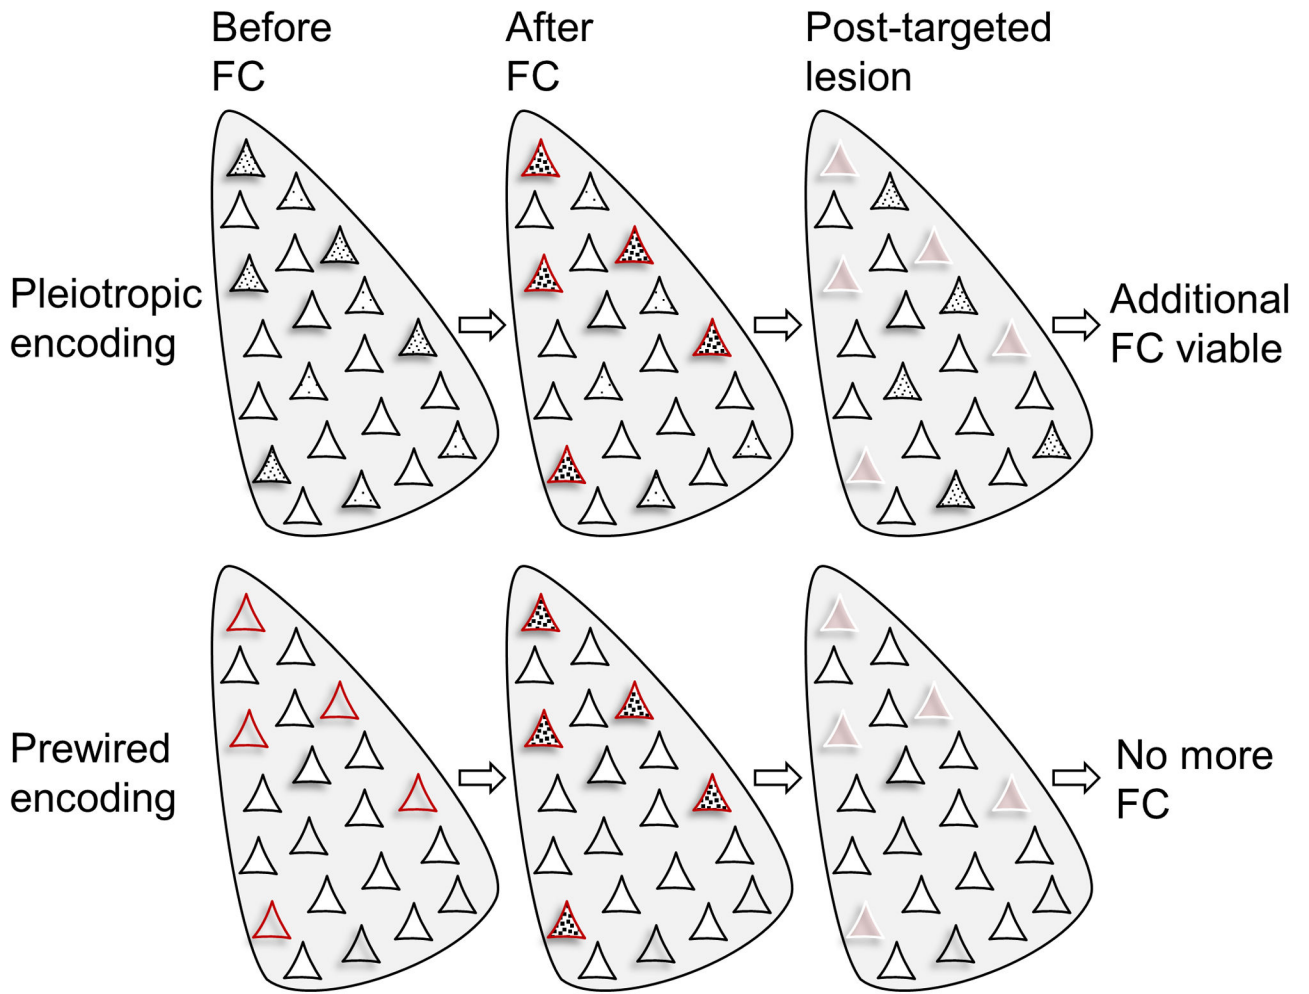 Before
FC
After
FC
Post-targeted
lesion
Pleiotropic
encoding
Additional
FC viable
Prewired
encoding
No more
FC